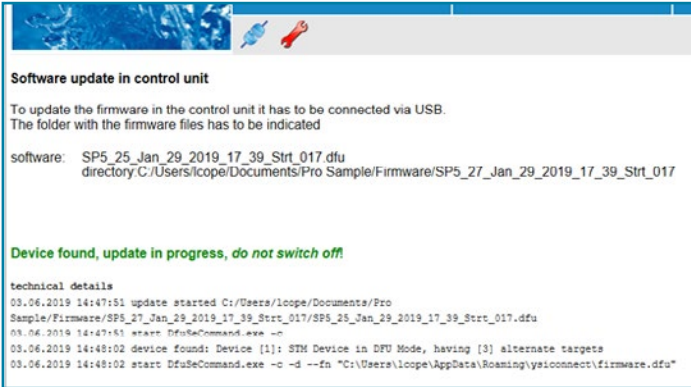 Software update in control unit
To update the firmware in the control unit it has to be connected via USB.
The folder with the firmware files has to be indicated
software: SP5_25_Jan_29_2019_17_39_Strt_017.dfu
directory:C:/Users/lcope/Documents/Pro Sample/Firmware/SP5_27_Jan_29_2019_17_39_Strt_017
Device found, update in progress, do not switch off!
technical details
03.06.2019 14:47:51 update started C:/Users/lcope/Documents/Pro
Sample/Firmware/SP5_27_Jan_29_2019_17_39_Strt_017/SP5_25_Jan_29_2019_17_39_Strt_017.dfu
03.06.2019 14:47:51 start DfuSeCommand.exe -c
03.06.2019 14:48:02 device found: Device [1]: STM Device in DFU Mode, having [3] alternate targets
03.06.2019 14:48:02 start DfuSeCommand.exe -c -d --fn "C:\Users\lcope\AppData\Roaming\ysiconnect\firmware.dfu"